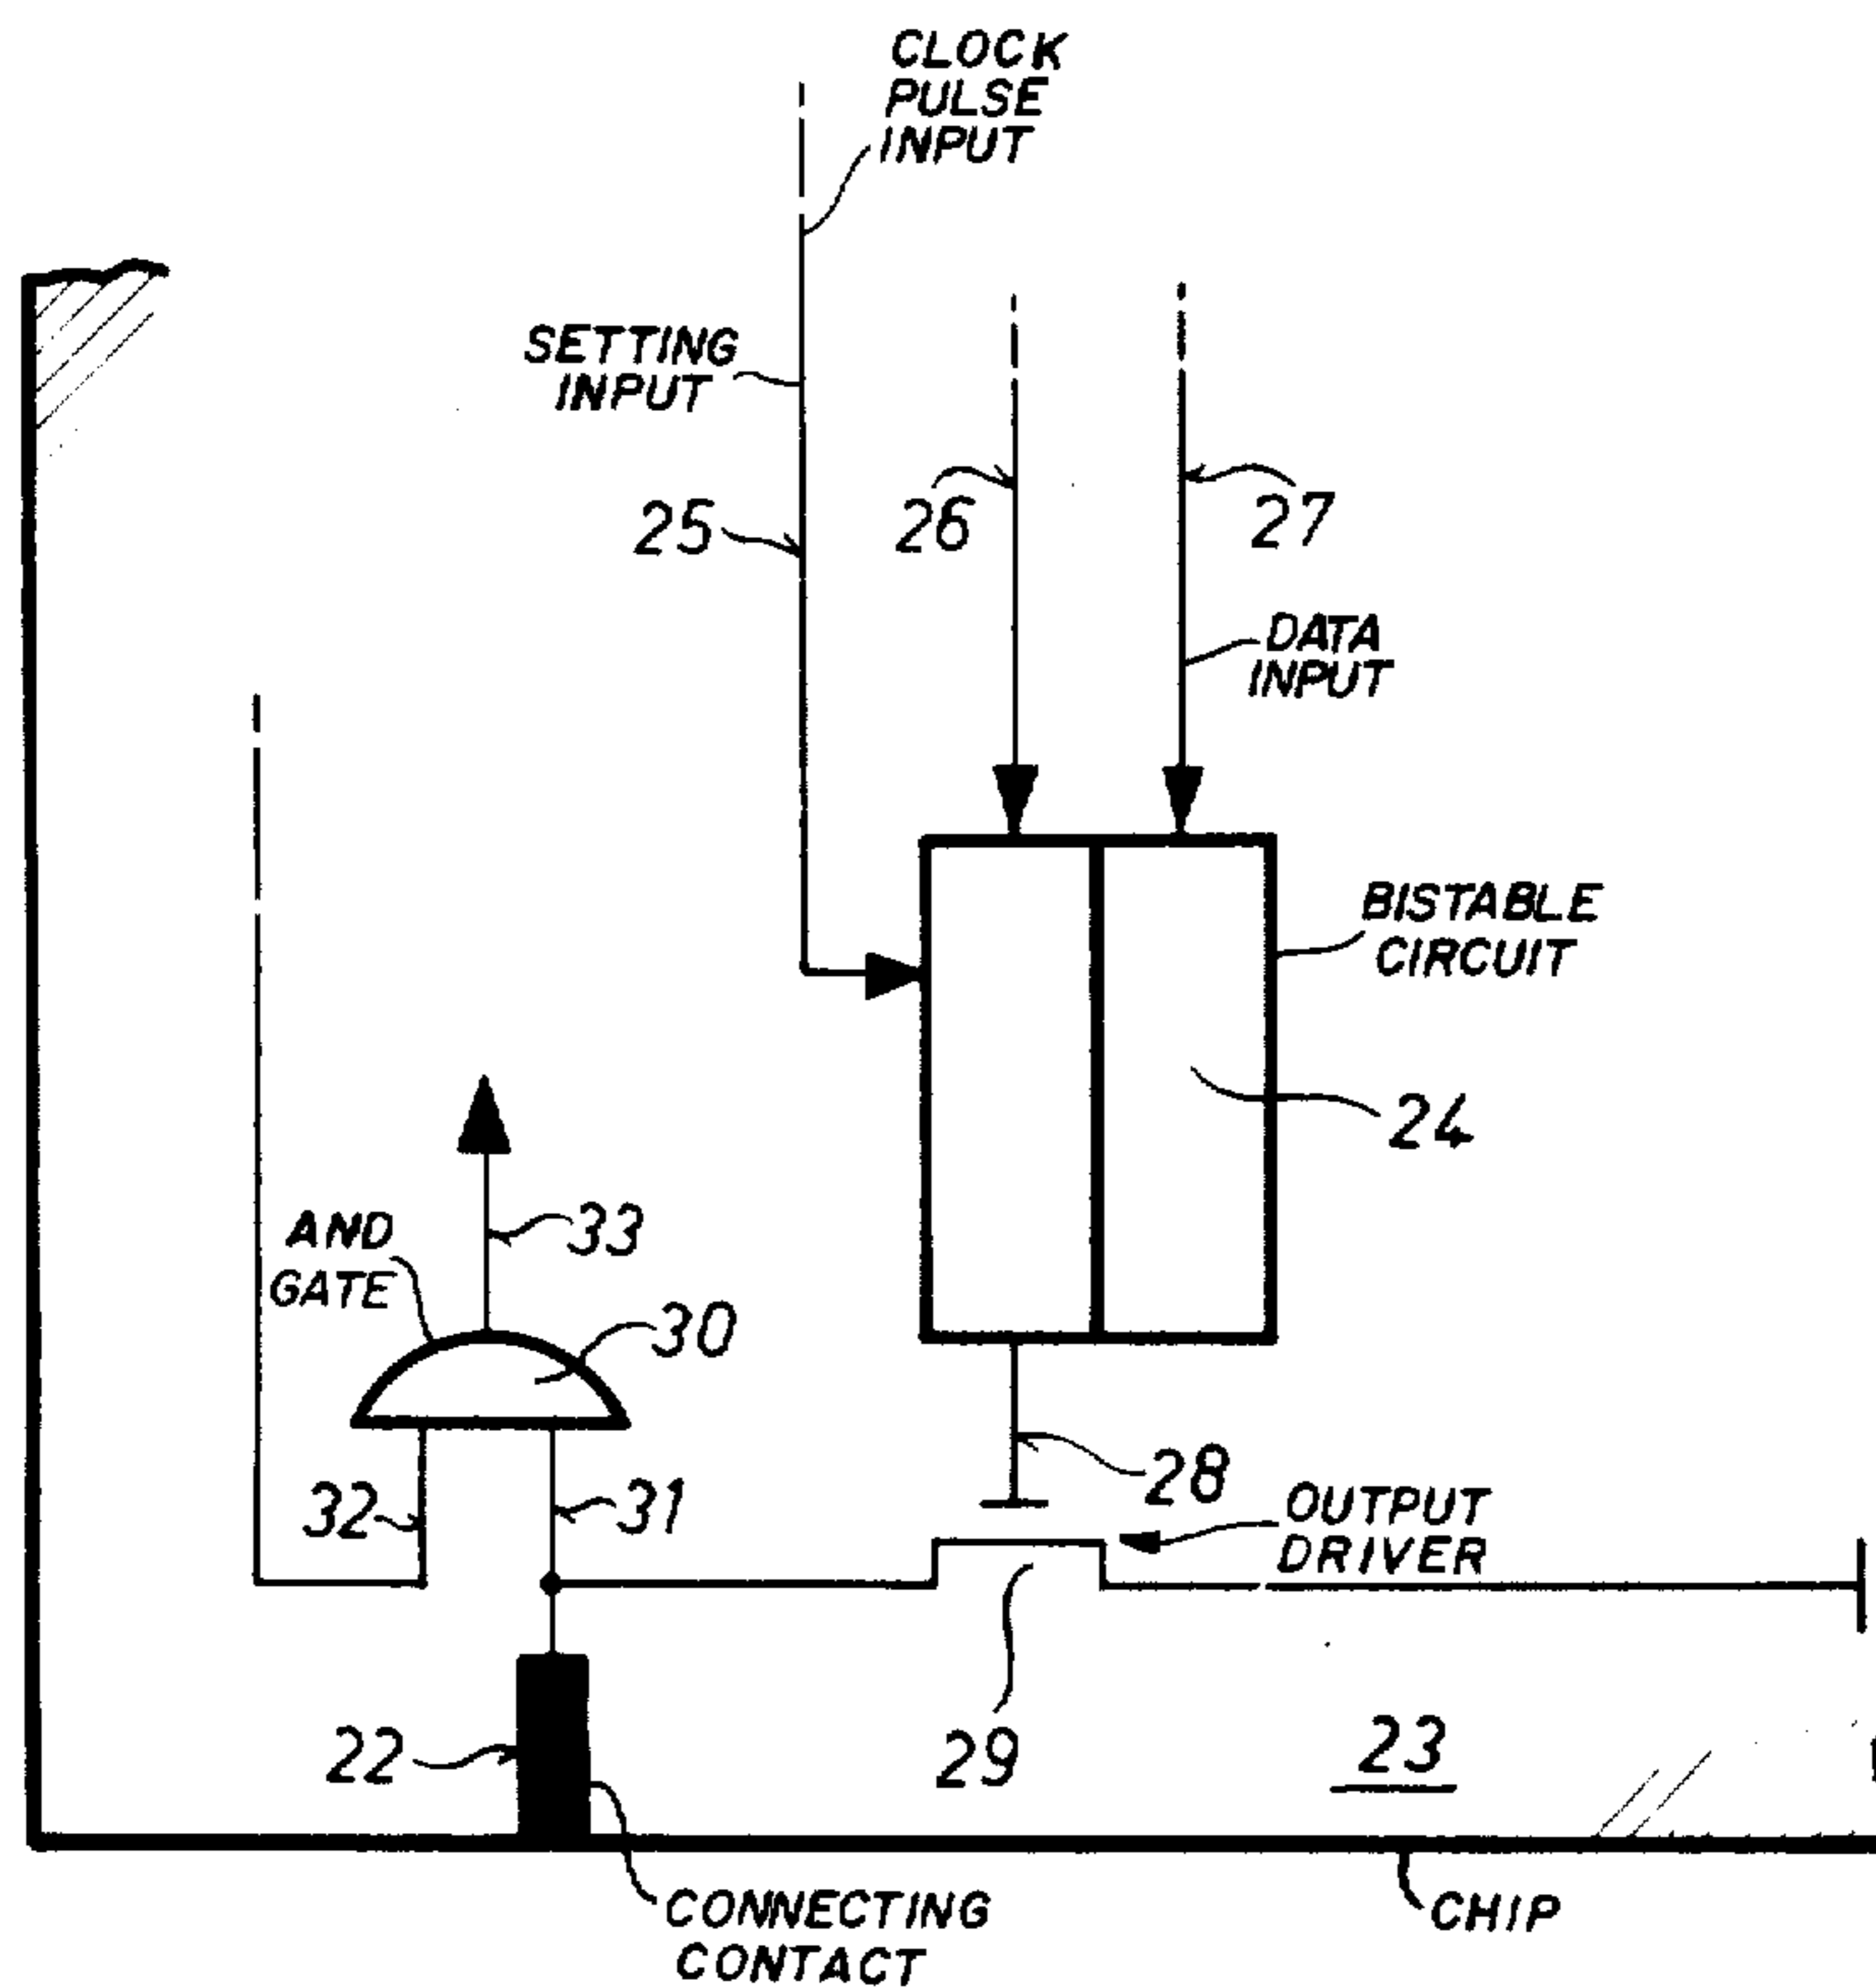 CLOCK
PULSE
INPUT
SETTING
INPUT
25
26
27
DATA
INPUT
BISTABLE
CIRCUIT
24
AND
GATE
33
30
32
31
28
OUTPUT
DRIVER
22
29
23
CONNECTING
CONTACT
CHIP